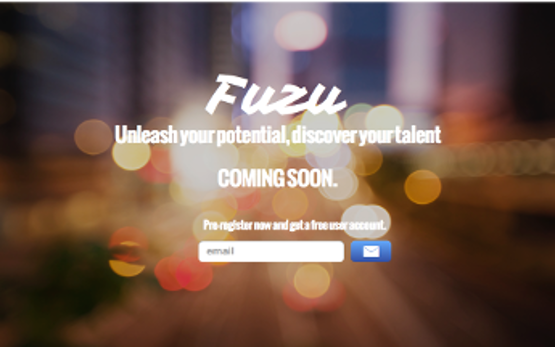 Fuzu
Unleash your potential, discover your talent
COMING SOON.
Pre-register now and get a free user account.
email